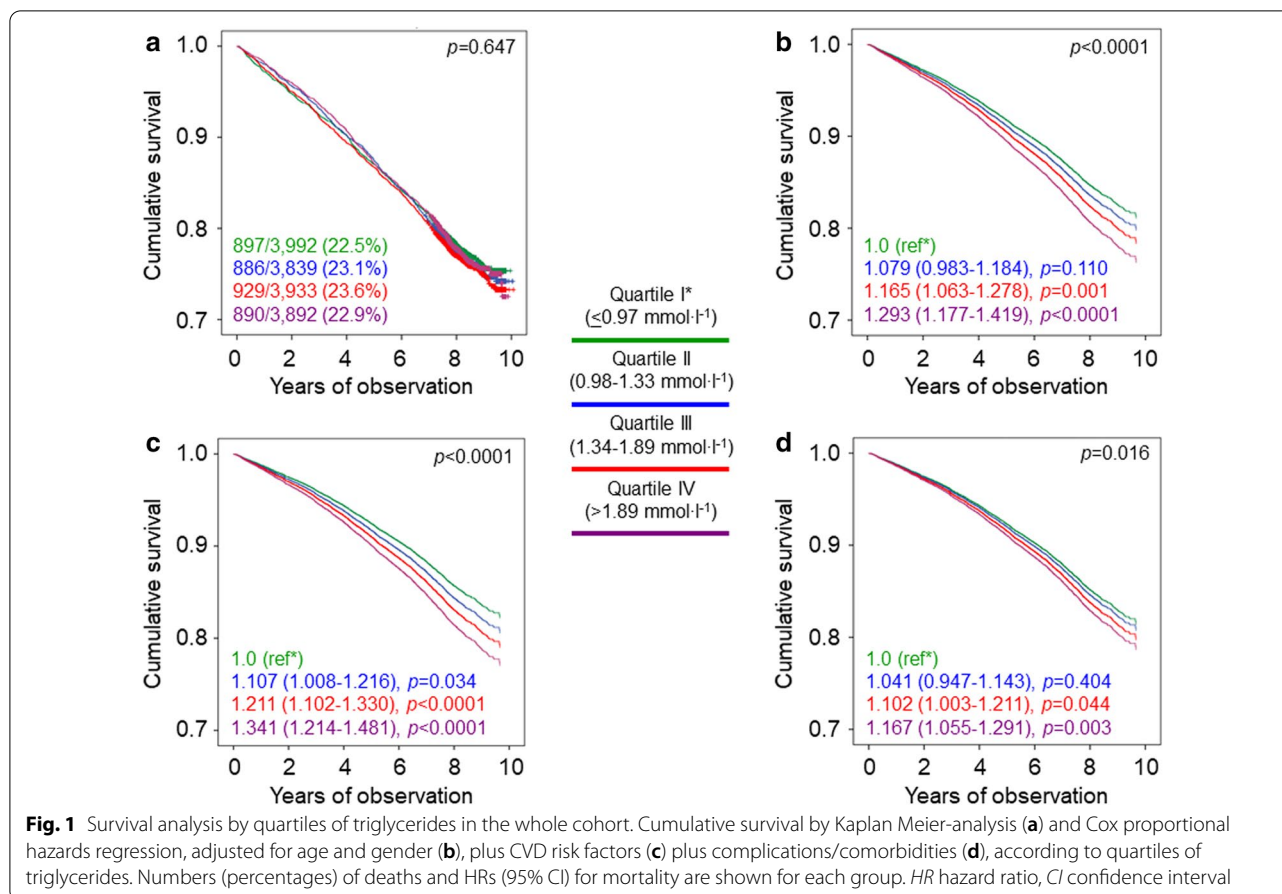 a
1.0
0.9
0.8
0.7
Cumulative survival
p=0.647
897/3,992 (22.5%)
886/3,839 (23.1%)
929/3,933 (23.6%)
890/3,892 (22.9%)
0 2 4 6 8 10
Years of observation
b
1.0
0.9
0.8
0.7
Cumulative survival
p<0.0001
1.0 (ref*)
1.079 (0.983-1.184), p=0.110
1.165 (1.063-1.278), p=0.001
1.293 (1.177-1.419), p<0.0001
0 2 4 6 8 10
Years of observation
Quartile I*
(≤0.97 mmol·l-1)
Quartile II
(0.98-1.33 mmol·l-1)
Quartile III
(1.34-1.89 mmol·l-1)
Quartile IV
(>1.89 mmol·l-1)
c
1.0
0.9
0.8
0.7
Cumulative survival
p<0.0001
1.0 (ref*)
1.107 (1.008-1.216), p=0.034
1.211 (1.102-1.330), p<0.0001
1.341 (1.214-1.481), p<0.0001
0 2 4 6 8 10
Years of observation
d
1.0
0.9
0.8
0.7
Cumulative survival
p=0.016
1.0 (ref*)
1.041 (0.947-1.143), p=0.404
1.102 (1.003-1.211), p=0.044
1.167 (1.055-1.291), p=0.003
0 2 4 6 8 10
Years of observation
Fig. 1 Survival analysis by quartiles of triglycerides in the whole cohort. Cumulative survival by Kaplan Meier-analysis (a) and Cox proportional
hazards regression, adjusted for age and gender (b), plus CVD risk factors (c) plus complications/comorbidities (d), according to quartiles of
triglycerides. Numbers (percentages) of deaths and HRs (95% CI) for mortality are shown for each group. HR hazard ratio, CI confidence interval